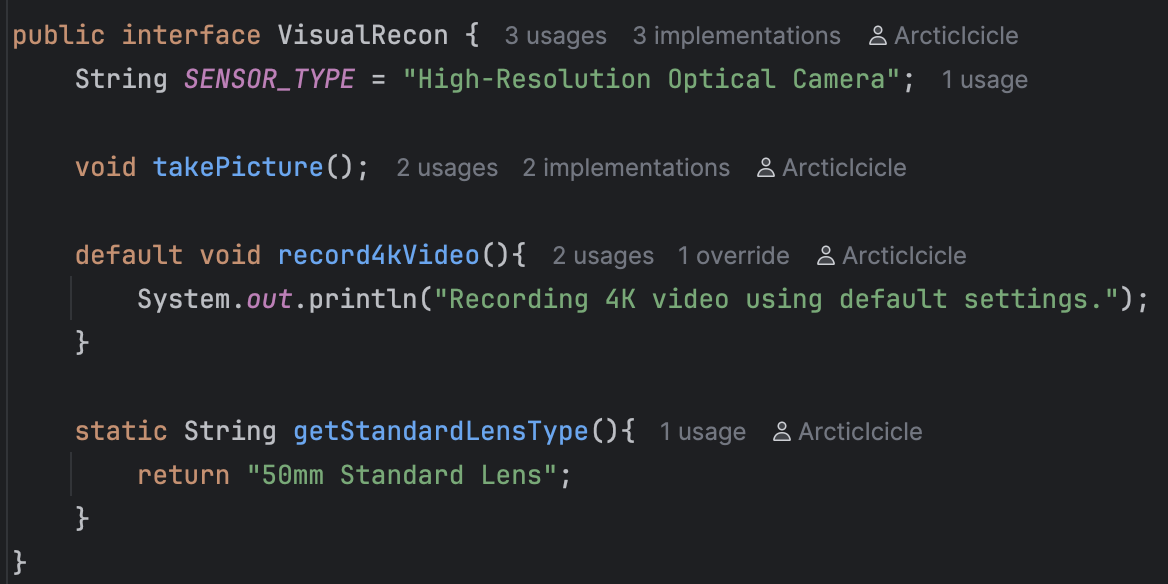 public interface VisualRecon { 3 usages 3 implementations ArcticIcicle
String SENSOR_TYPE = "High-Resolution Optical Camera"; 1 usage
void takePicture(); 2 usages 2 implementations ArcticIcicle
default void record4kVideo(){ 2 usages 1 override ArcticIcicle
System.out.println("Recording 4K video using default settings.");
}
static String getStandardLensType(){ 1 usage ArcticIcicle
return "50mm Standard Lens";
}
}